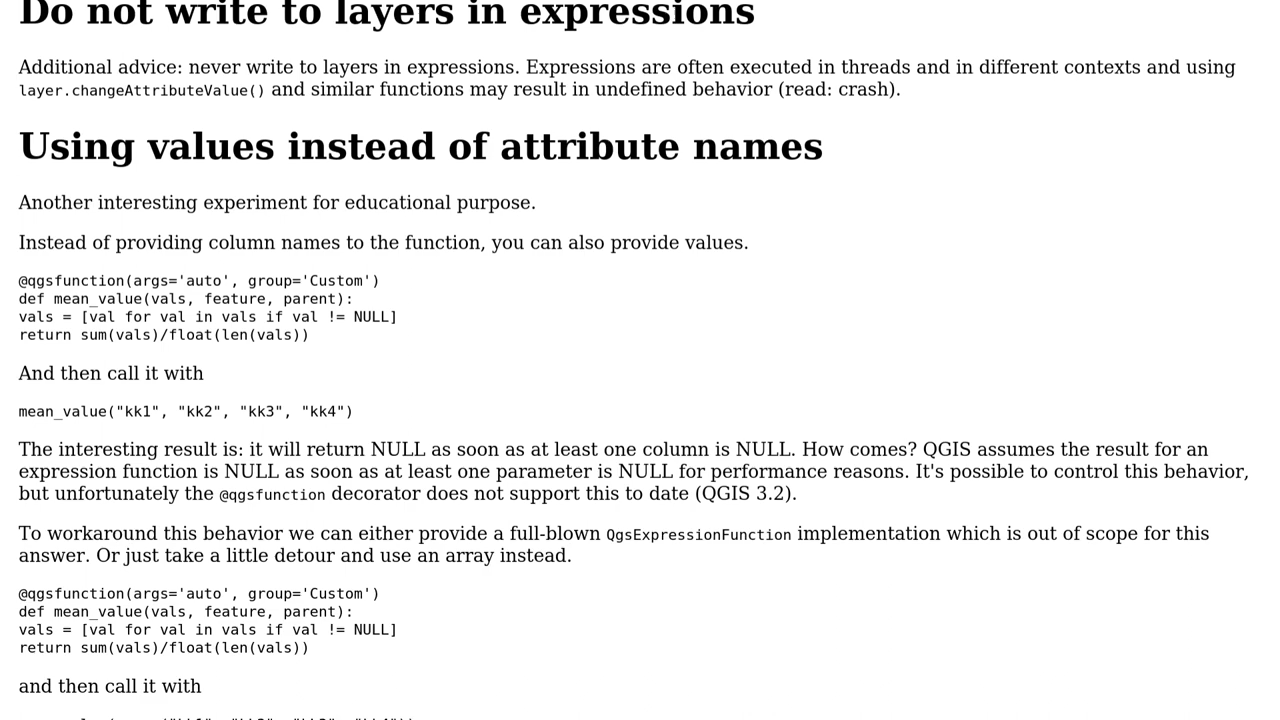 Do not write to layers in expressions
Additional advice: never write to layers in expressions. Expressions are often executed in threads and in different contexts and using
layer.changeAttributeValue() and similar functions may result in undefined behavior (read: crash).
Using values instead of attribute names
Another interesting experiment for educational purpose.
Instead of providing column names to the function, you can also provide values.
@qgsfunction(args='auto', group='Custom')
def mean_value(vals, feature, parent):
vals = [val for val in vals if val != NULL]
return sum(vals)/float(len(vals))
And then call it with
mean_value("kk1", "kk2", "kk3", "kk4")
The interesting result is: it will return NULL as soon as at least one column is NULL. How comes? QGIS assumes the result for an
expression function is NULL as soon as at least one parameter is NULL for performance reasons. It's possible to control this behavior,
but unfortunately the @qgsfunction decorator does not support this to date (QGIS 3.2).
To workaround this behavior we can either provide a full-blown QgsExpressionFunction implementation which is out of scope for this
answer. Or just take a little detour and use an array instead.
@qgsfunction(args='auto', group='Custom')
def mean_value(vals, feature, parent):
vals = [val for val in vals if val != NULL]
return sum(vals)/float(len(vals))
and then call it with